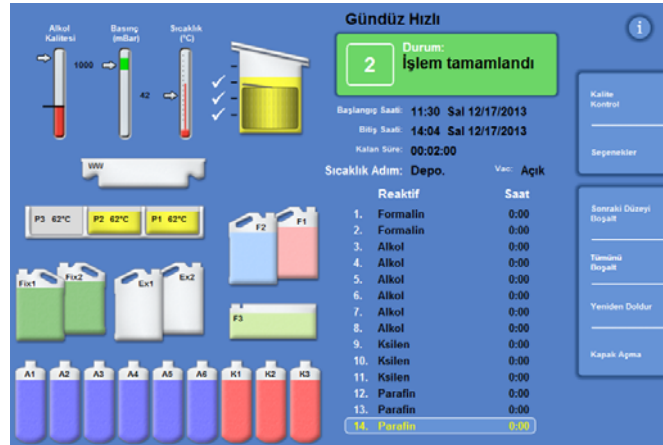 Alkol Kalitesi
Basınç (mBar)
Sıcaklık (°C)
1000
42
WW
P3 62°C
P2 62°C
P1 62°C
F2
F1
Fix1
Fix2
Ex1
Ex2
F3
A1
A2
A3
A4
A5
A6
K1
K2
K3
Gündüz Hızlı
2
Durum:
İşlem tamamlandı
Başlangıç Saati: 11:30 Sal 12/17/2013
Bitiş Saati: 14:04 Sal 12/17/2013
Kalan Süre: 00:02:00
Sıcaklık Adım: Depo. Vac: Açık
Reaktif Saat
1. Formalin 0:00
2. Formalin 0:00
3. Alkol 0:00
4. Alkol 0:00
5. Alkol 0:00
6. Alkol 0:00
7. Alkol 0:00
8. Alkol 0:00
9. Ksilen 0:00
10. Ksilen 0:00
11. Ksilen 0:00
12. Parafin 0:00
13. Parafin 0:00
14. Parafin 0:00
i
Kalite
Kontrol
Seçenekler
Sonraki Düzeyi
Boşalt
Tümünü
Boşalt
Yeniden Doldur
Kapak Açma